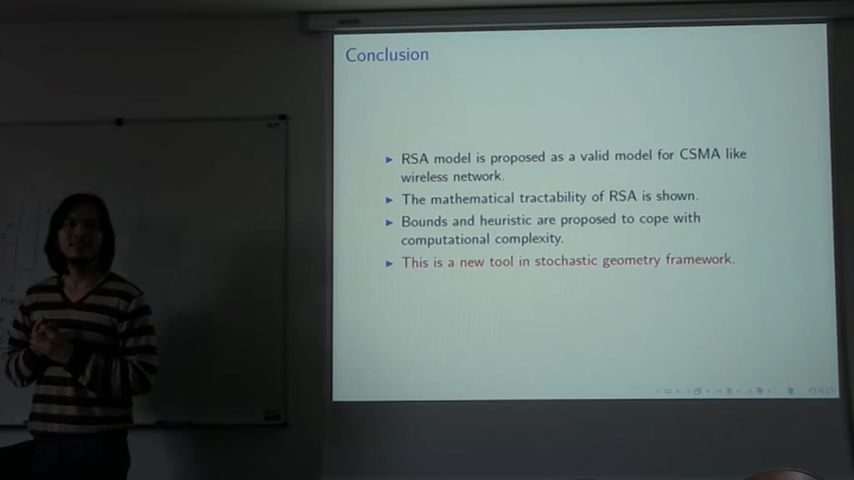 Conclusion
▶ RSA model is proposed as a valid model for CSMA like
wireless network.
▶ The mathematical tractability of RSA is shown.
▶ Bounds and heuristic are proposed to cope with
computational complexity.
▶ This is a new tool in stochastic geometry framework.